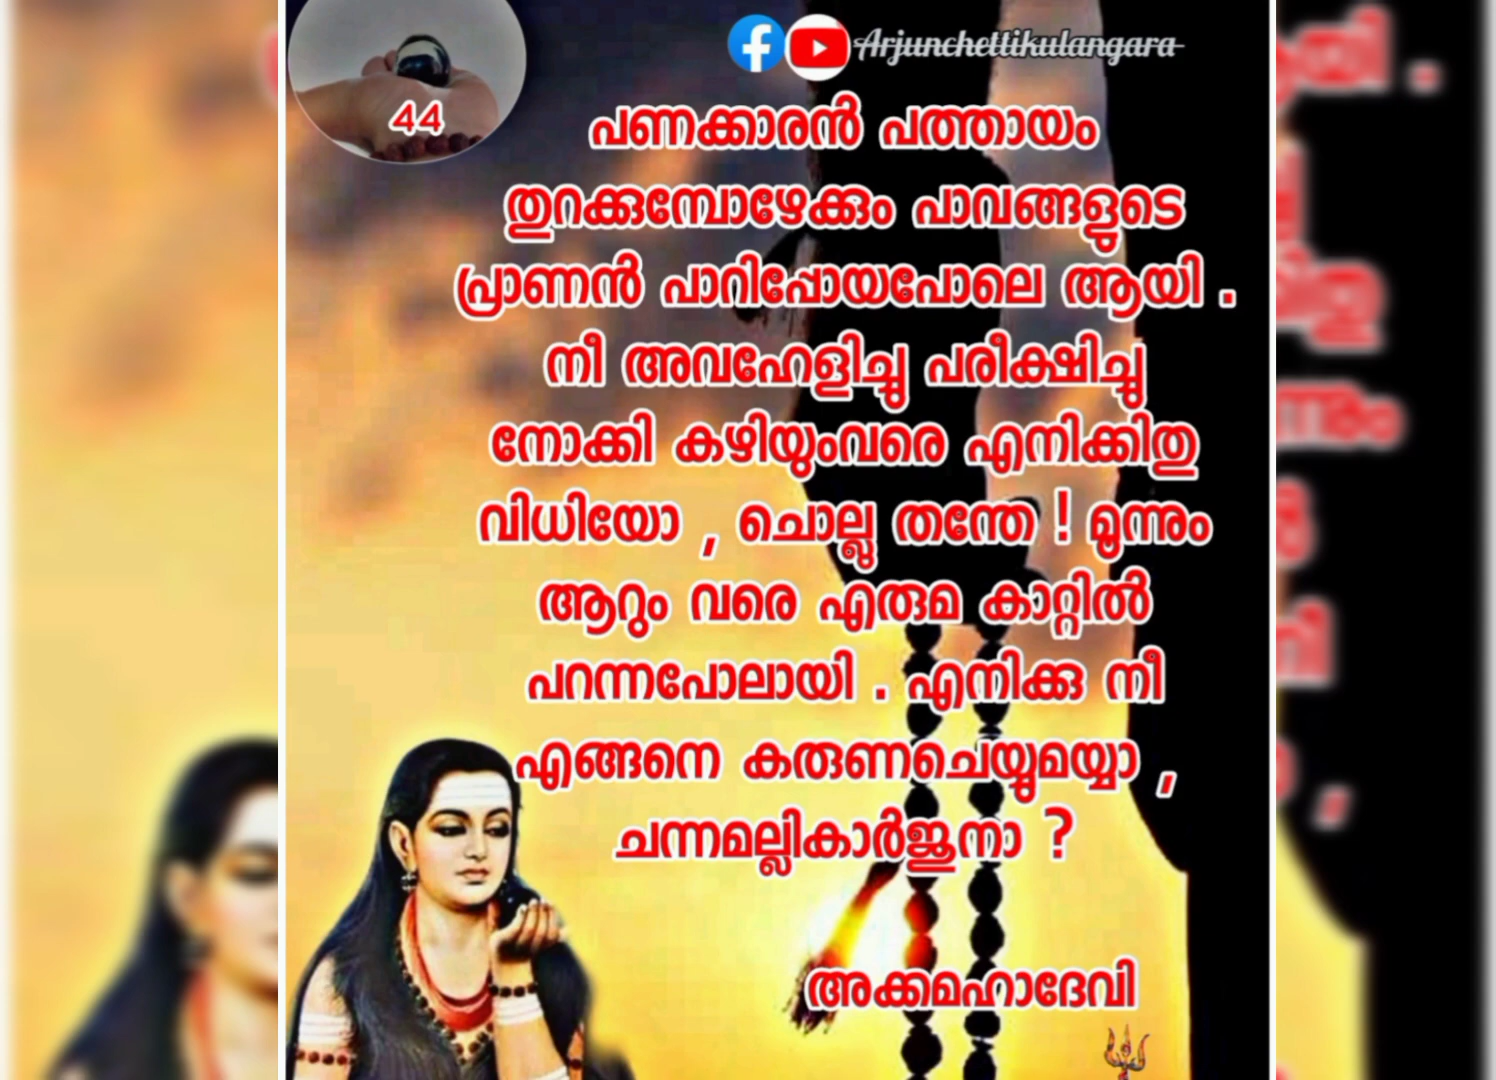 Arjunchettikulangara
44
പണക്കാരൻ പത്തായം
തുറക്കുമ്പോഴേക്കും പാവങ്ങളുടെ
പ്രാണൻ പാറിപ്പോയപോലെ ആയി .
നീ അവഹേളിച്ചു പരീക്ഷിച്ചു
നോക്കി കഴിയുംവരെ എനിക്കിതു
വിധിയോ , ചൊല്ലു തന്തേ ! മൂന്നും
ആറും വരെ എരുമ കാറ്റിൽ
പറന്നപോലായി . എനിക്കു നീ
എങ്ങനെ കരുണചെയ്യുമയ്യാ ,
ചന്നമല്ലികാർജുനാ ?
അക്കമഹാദേവി